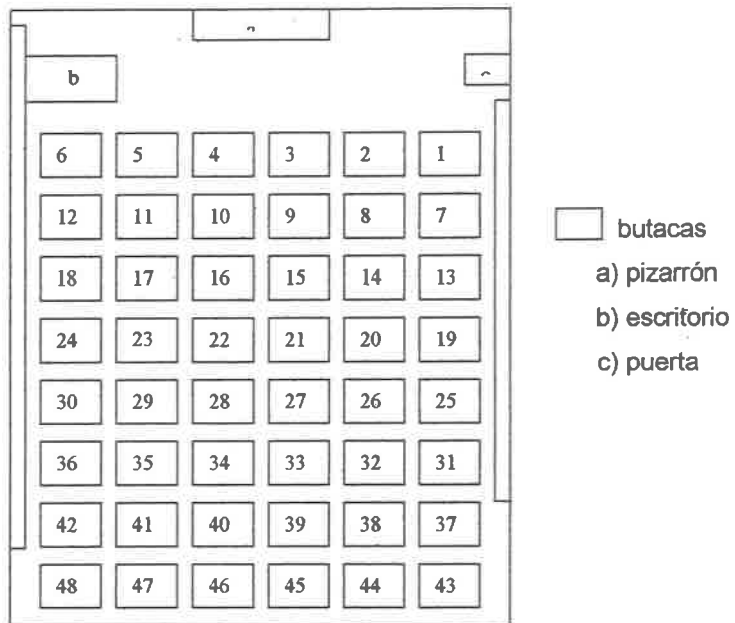 b
6 5 4 3 2 1
12 11 10 9 8 7
18 17 16 15 14 13
24 23 22 21 20 19
30 29 28 27 26 25
36 35 34 33 32 31
42 41 40 39 38 37
48 47 46 45 44 43
butacas
a) pizarrón
b) escritorio
c) puerta